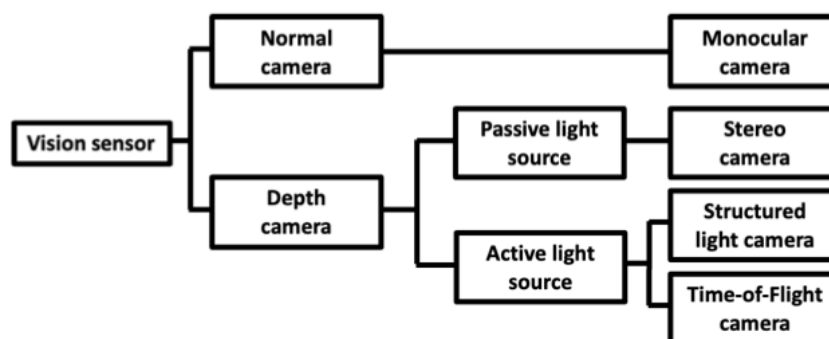 Normal
camera
Monocular
camera
Vision sensor
Passive light
source
Stereo
camera
Depth
camera
Structured
light camera
Active light
source
Time-of-Flight
camera